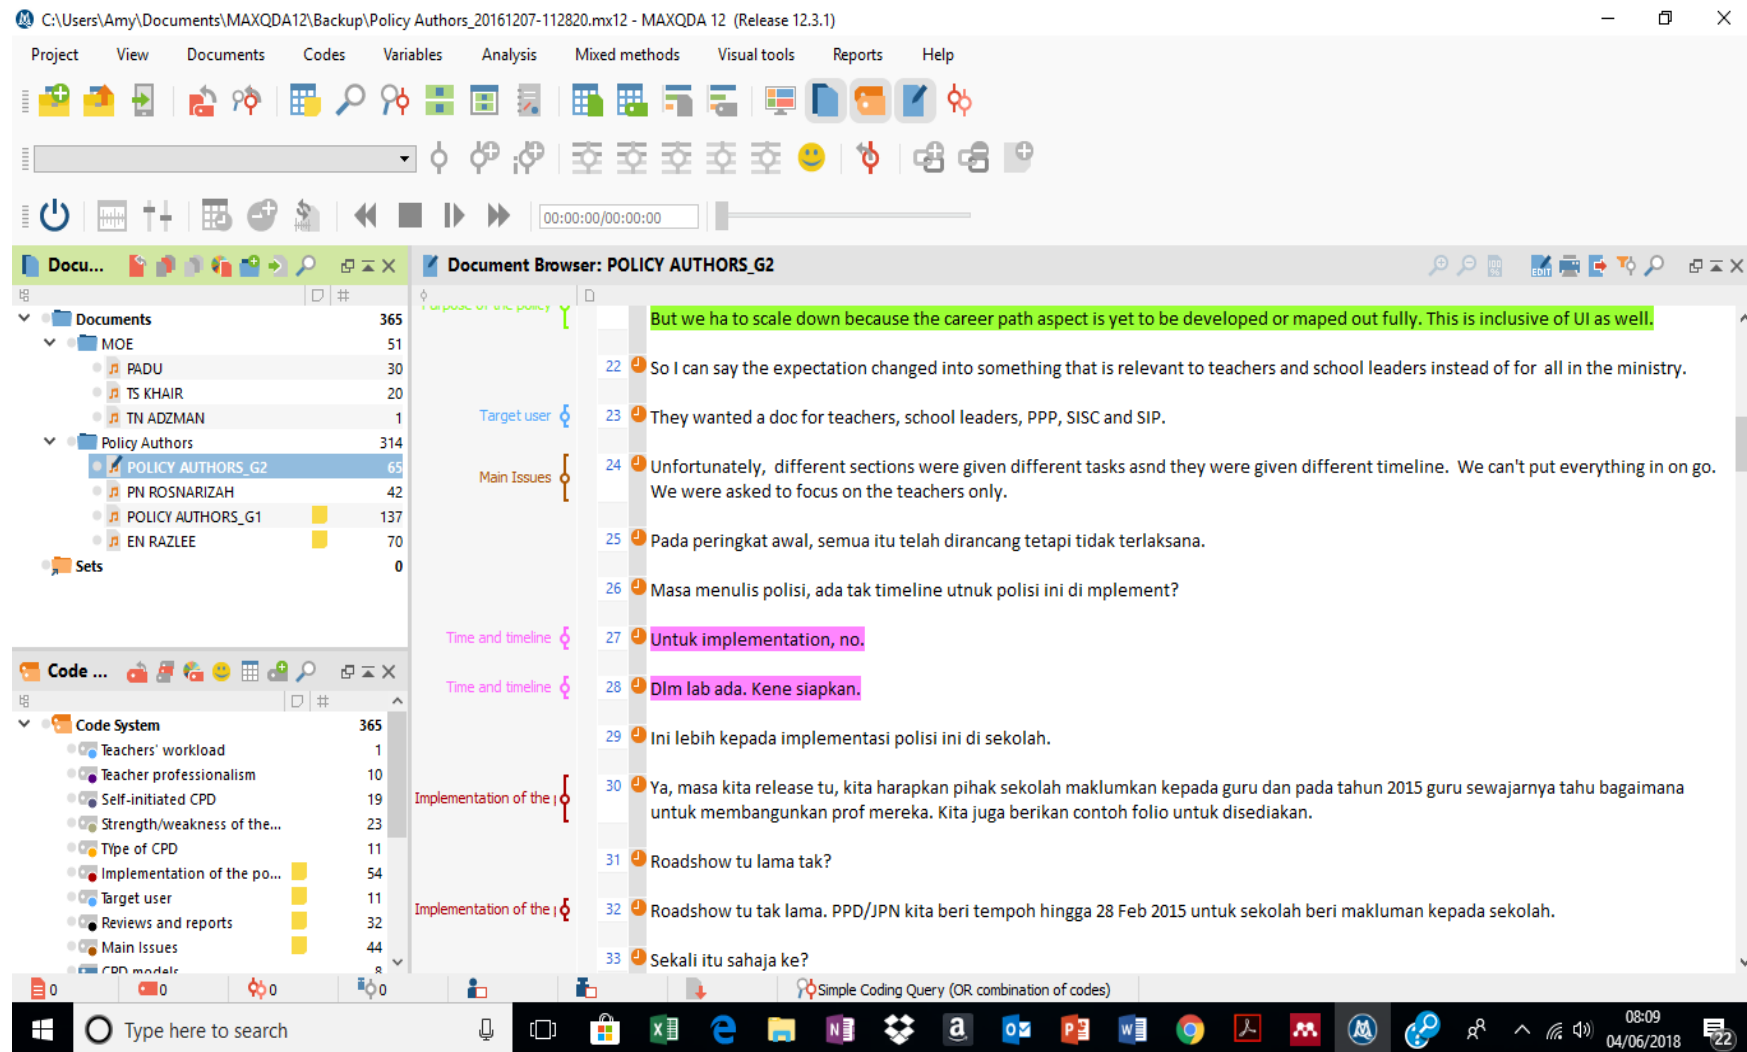 C:\Users\Amy\Documents\MAXQDA12\Backup\Policy Authors_20161207-112820.mx12 - MAXQDA 12 (Release 12.3.1)
Project View Documents Codes Variables Analysis Mixed methods Visual tools Reports Help
00:00:00/00:00:00
Docu...
Document Browser: POLICY AUTHORS_G2
EDIT
#
Documents 365
MOE 51
PADU 30
TS KHAIR 20
TN ADZMAN 1
Policy Authors 314
POLICY AUTHORS_G2 65
PN ROSNARIZAH 42
POLICY AUTHORS_G1 137
EN RAZLEE 70
Sets 0
Code ...
#
Code System 365
Teachers' workload 1
Teacher professionalism 10
Self-initiated CPD 19
Strength/weakness of the... 23
TYpe of CPD 11
Implementation of the po... 54
Target user 11
Reviews and reports 32
Main Issues 44
CPD models 8
Purpose of the policy
But we ha to scale down because the career path aspect is yet to be developed or maped out fully. This is inclusive of UI as well.
22 So I can say the expectation changed into something that is relevant to teachers and school leaders instead of for all in the ministry.
Target user 23 They wanted a doc for teachers, school leaders, PPP, SISC and SIP.
Main Issues 24 Unfortunately, different sections were given different tasks asnd they were given different timeline. We can't put everything in on go.
We were asked to focus on the teachers only.
25 Pada peringkat awal, semua itu telah dirancang tetapi tidak terlaksana.
26 Masa menulis polisi, ada tak timeline utnuk polisi ini di mplement?
Time and timeline 27 Untuk implementation, no.
Time and timeline 28 Dlm lab ada. Kene siapkan.
29 Ini lebih kepada implementasi polisi ini di sekolah.
Implementation of the p 30 Ya, masa kita release tu, kita harapkan pihak sekolah maklumkan kepada guru dan pada tahun 2015 guru sewajarnya tahu bagaimana
untuk membangunkan prof mereka. Kita juga berikan contoh folio untuk disediakan.
31 Roadshow tu lama tak?
Implementation of the p 32 Roadshow tu tak lama. PPD/JPN kita beri tempoh hingga 28 Feb 2015 untuk sekolah beri makluman kepada sekolah.
33 Sekali itu sahaja ke?
0 0 0 0 Simple Coding Query (OR combination of codes)
Type here to search
08:09
04/06/2018
22